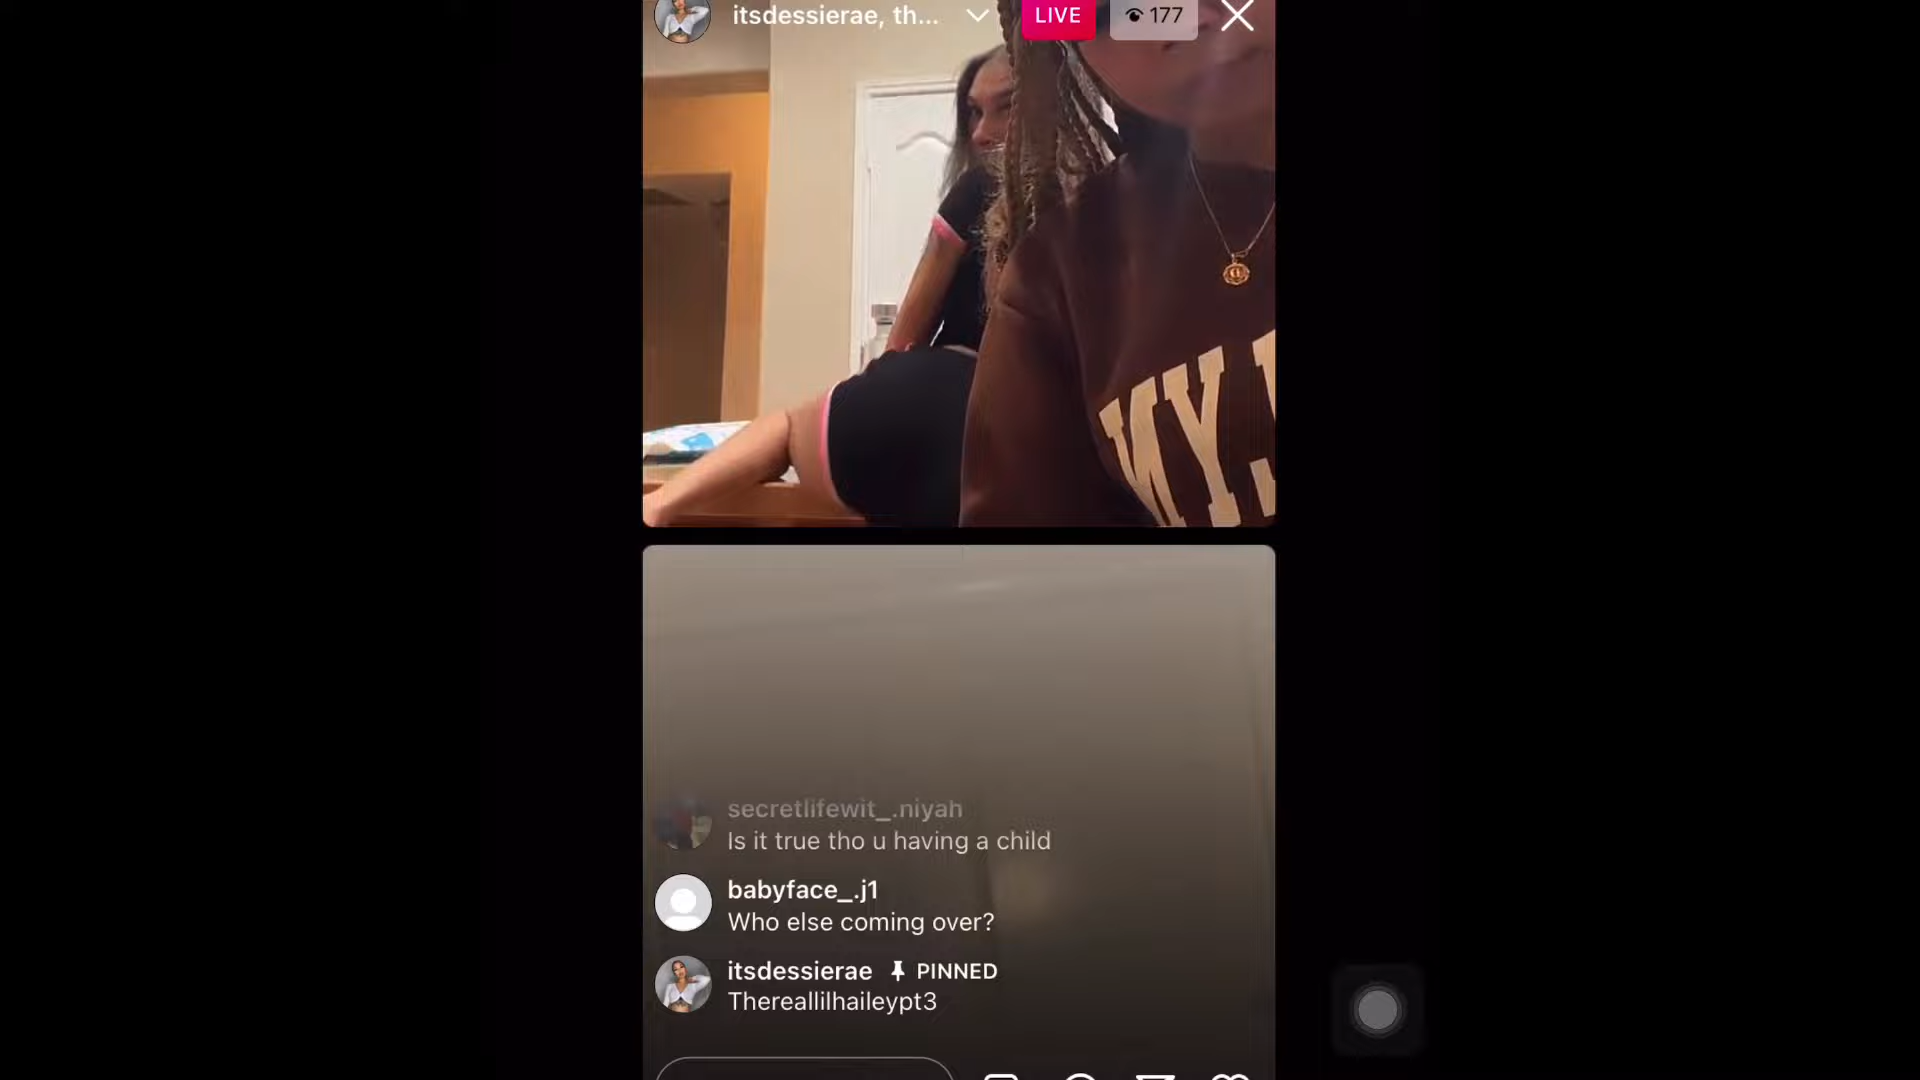 itsdessierae, th...
LIVE
177
MY
secretlifewit_.niyah
Is it true tho u having a child
babyface_.j1
Who else coming over?
itsdessierae PINNED
Thereallilhaileypt3